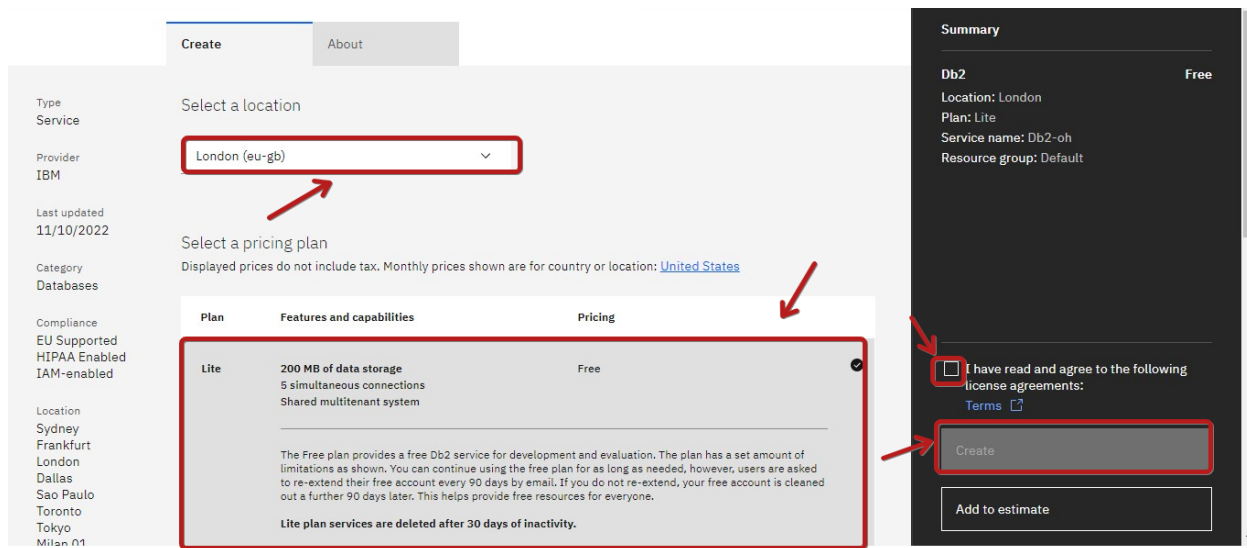 Create
About
Type
Service
Provider
IBM
Last updated
11/10/2022
Category
Databases
Compliance
EU Supported
HIPAA Enabled
IAM-enabled
Location
Sydney
Frankfurt
London
Dallas
Sao Paulo
Toronto
Tokyo
Milan 01
Select a location
London (eu-gb)
Select a pricing plan
Displayed prices do not include tax. Monthly prices shown are for country or location: United States
Plan Features and capabilities Pricing
Lite 200 MB of data storage Free
5 simultaneous connections
Shared multitenant system
The Free plan provides a free Db2 service for development and evaluation. The plan has a set amount of
limitations as shown. You can continue using the free plan for as long as needed, however, users are asked
to re-extend their free account every 90 days by email. If you do not re-extend, your free account is cleaned
out a further 90 days later. This helps provide free resources for everyone.
Lite plan services are deleted after 30 days of inactivity.
Summary
Db2 Free
Location: London
Plan: Lite
Service name: Db2-oh
Resource group: Default
I have read and agree to the following
license agreements:
Terms
Create
Add to estimate